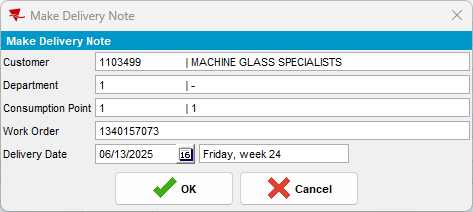 Make Delivery Note
Make Delivery Note
Customer 1103499 | MACHINE GLASS SPECIALISTS
Department 1 | -
Consumption Point 1 | 1
Work Order 1340157073
Delivery Date 06/13/2025 16 Friday, week 24
OK Cancel